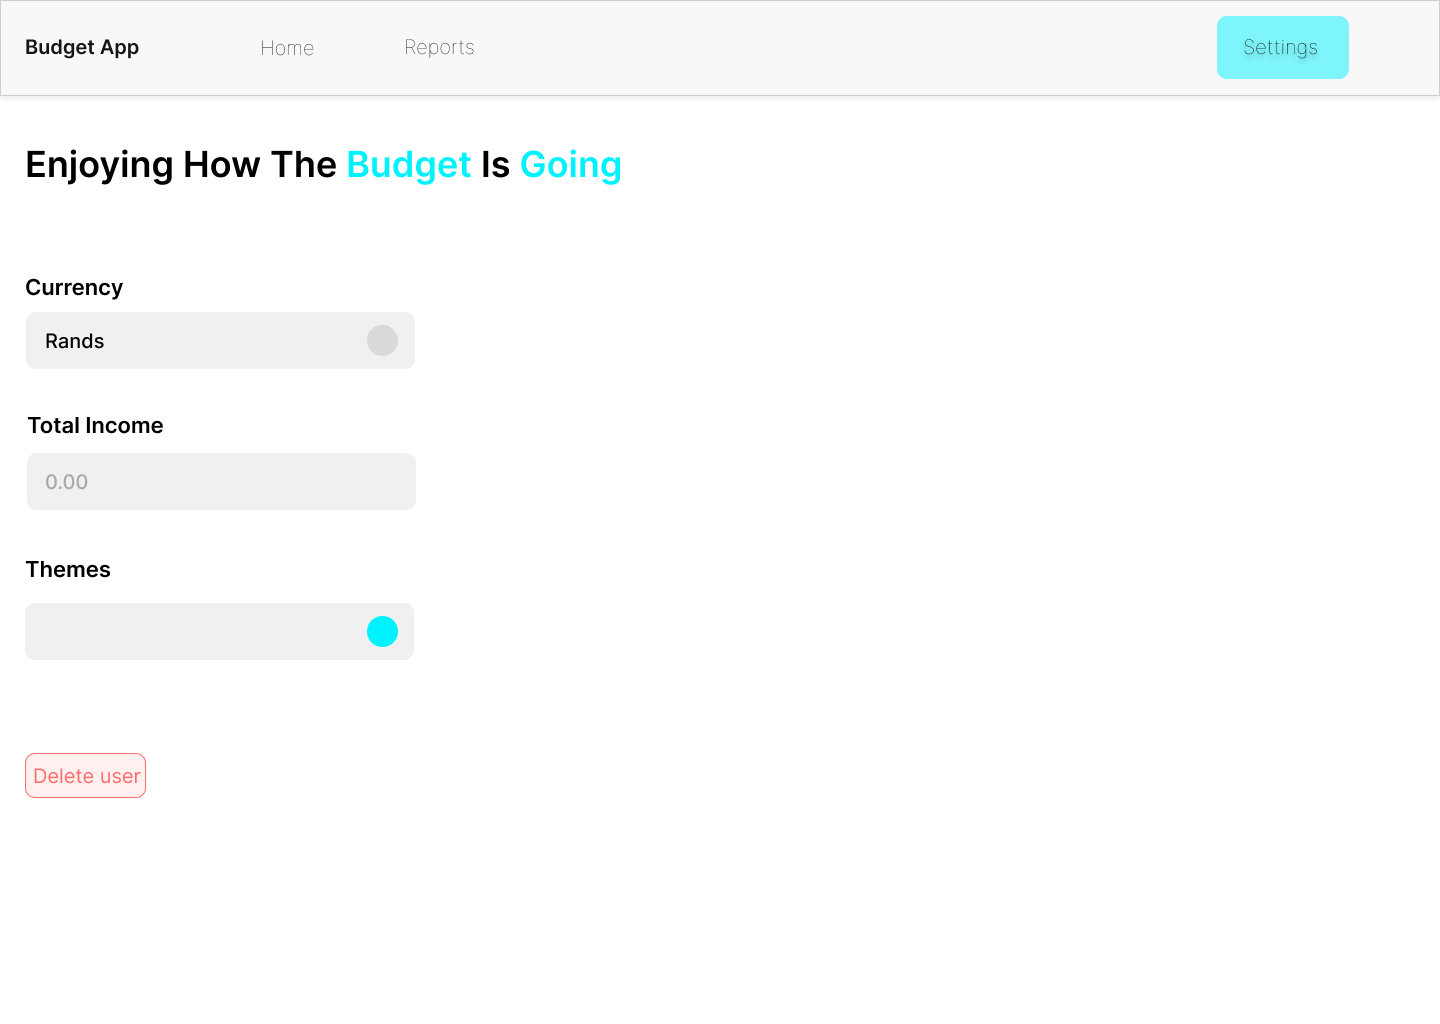 Budget App Home Reports Settings
Enjoying How The Budget Is Going
Currency
Rands
Total Income
0.00
Themes
Delete user